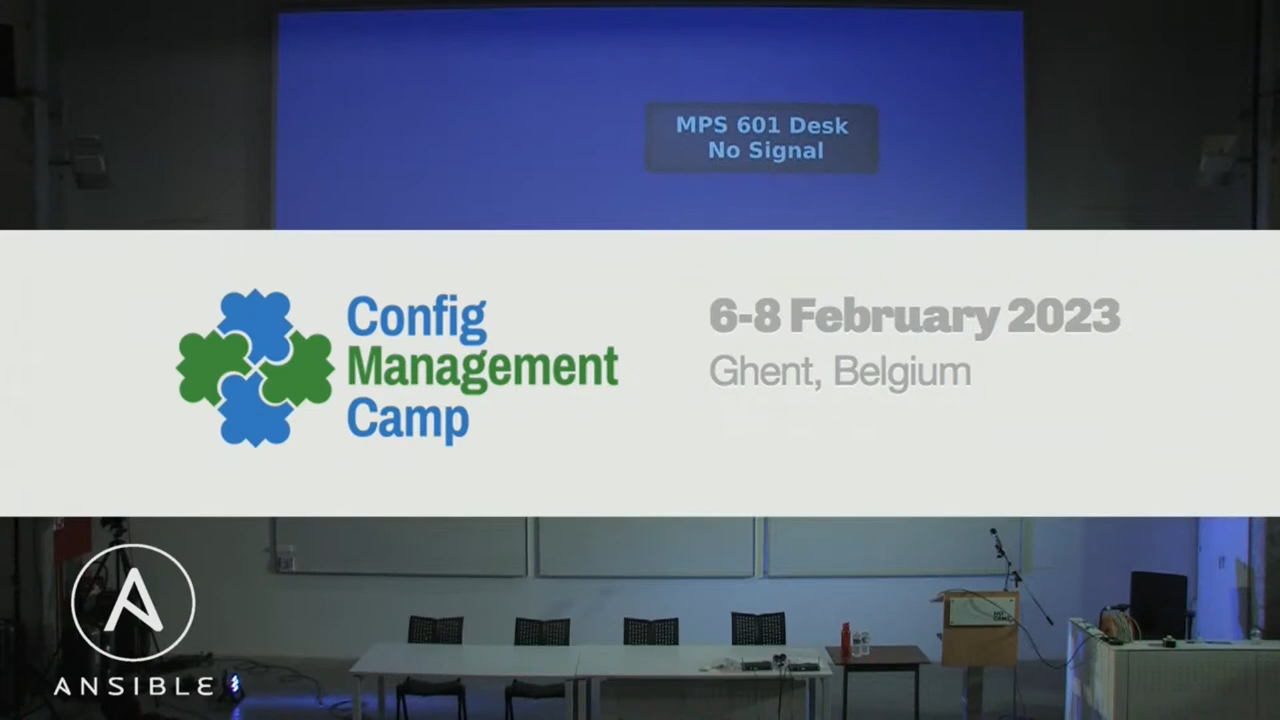 MPS 601 Desk
No Signal
Config
Management
Camp
6-8 February 2023
Ghent, Belgium
ANSIBLE